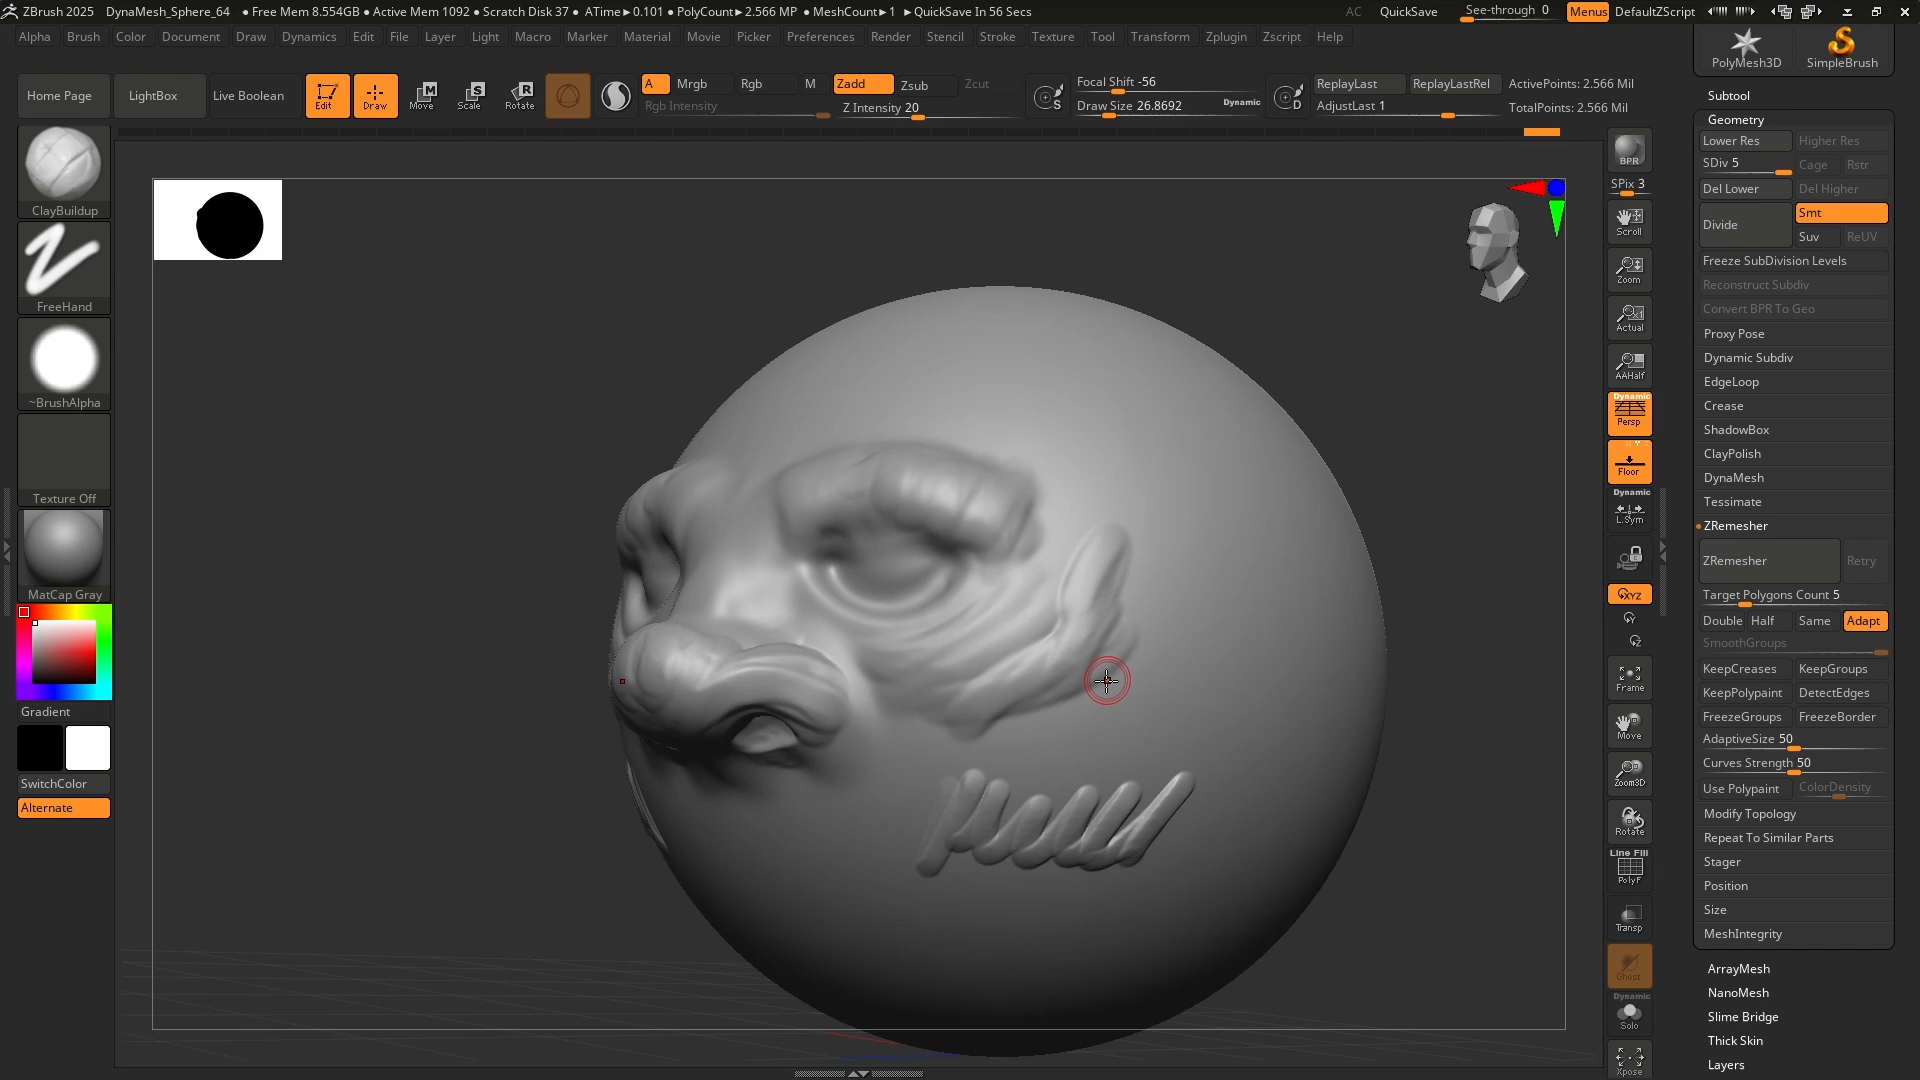 ZBrush 2025 DynaMesh_Sphere_64 ● Free Mem 8.554GB ● Active Mem 1092 ● Scratch Disk 37 ● ATime►0.101 ● PolyCount►2.566 MP ● MeshCount►1 ►QuickSave In 56 Secs AC QuickSave See-through 0 Menus DefaultZScript
Alpha Brush Color Document Draw Dynamics Edit File Layer Light Macro Marker Material Movie Picker Preferences Render Stencil Stroke Texture Tool Transform Zplugin Zscript Help
Home Page LightBox Live Boolean Edit Draw Move Scale Rotate
A Mrgb Rgb M Zadd Zsub Zcut
Rgb Intensity Z Intensity 20
S Focal Shift -56
Draw Size 26.8692 Dynamic
D ReplayLast ReplayLastRel ActivePoints: 2.566 Mil
AdjustLast 1 TotalPoints: 2.566 Mil
ClayBuildup
FreeHand
~BrushAlpha
Texture Off
MatCap Gray
Gradient
SwitchColor
Alternate
BPR
SPix 3
Scroll
Zoom
Actual
AAHalf
Dynamic
Persp
Floor
Dynamic
L.Sym
XYZ
Y
Z
Frame
Move
Zoom3D
Rotate
Line Fill
PolyF
Transp
Ghost
Dynamic
Solo
Xpose
PolyMesh3D SimpleBrush
Subtool
Geometry
Lower Res Higher Res
SDiv 5 Cage Rstr
Del Lower Del Higher
Divide Smt
Suv ReUV
Freeze SubDivision Levels
Reconstruct Subdiv
Convert BPR To Geo
Proxy Pose
Dynamic Subdiv
EdgeLoop
Crease
ShadowBox
ClayPolish
DynaMesh
Tessimate
ZRemesher
ZRemesher Retry
Target Polygons Count 5
Double Half Same Adapt
SmoothGroups
KeepCreases KeepGroups
KeepPolypaint DetectEdges
FreezeGroups FreezeBorder
AdaptiveSize 50
Curves Strength 50
Use Polypaint ColorDensity
Modify Topology
Repeat To Similar Parts
Stager
Position
Size
MeshIntegrity
ArrayMesh
NanoMesh
Slime Bridge
Thick Skin
Layers